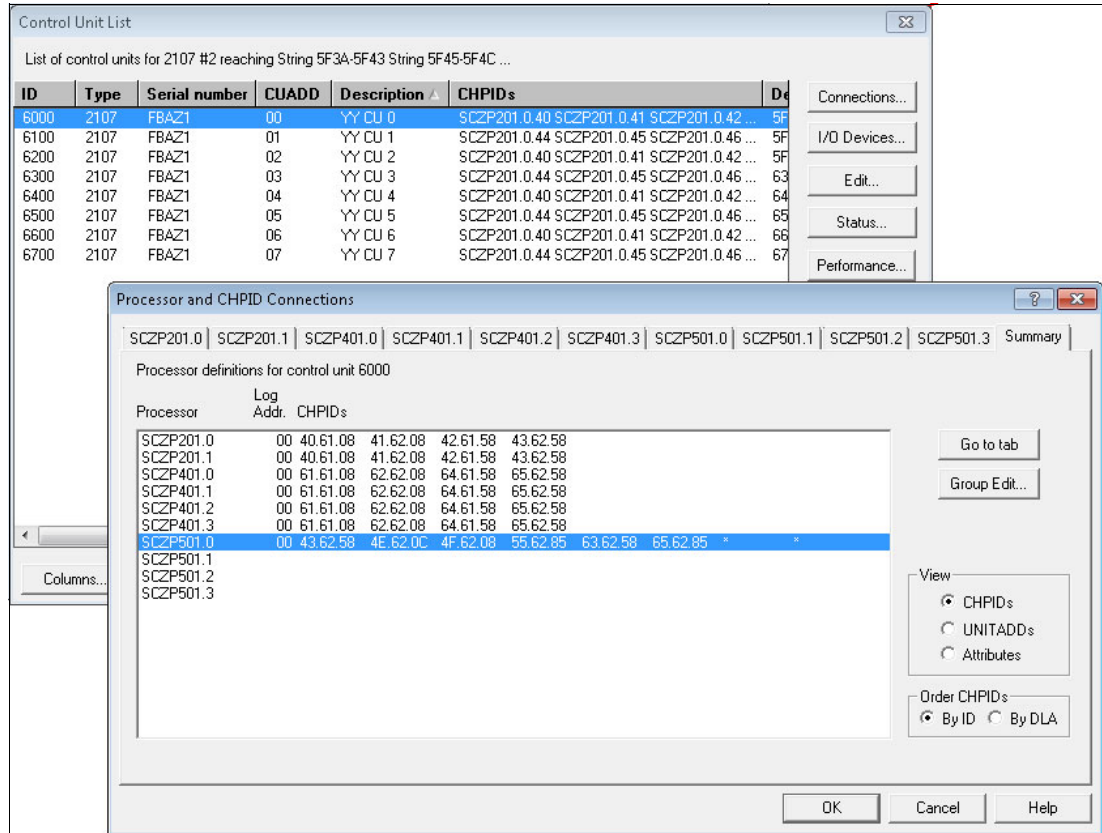 Control Unit List
List of control units for 2107 #2 reaching String 5F3A-5F43 String 5F45-5F4C ...
ID Type Serial number CUADD Description CHPIDs De
6000 2107 FBAZ1 00 YY CU 0 SCZP201.0.40 SCZP201.0.41 SCZP201.0.42 ... 5F
6100 2107 FBAZ1 01 YY CU 1 SCZP201.0.44 SCZP201.0.45 SCZP201.0.46 ... 5F
6200 2107 FBAZ1 02 YY CU 2 SCZP201.0.40 SCZP201.0.41 SCZP201.0.42 ... 5F
6300 2107 FBAZ1 03 YY CU 3 SCZP201.0.44 SCZP201.0.45 SCZP201.0.46 ... 63
6400 2107 FBAZ1 04 YY CU 4 SCZP201.0.40 SCZP201.0.41 SCZP201.0.42 ... 64
6500 2107 FBAZ1 05 YY CU 5 SCZP201.0.44 SCZP201.0.45 SCZP201.0.46 ... 65
6600 2107 FBAZ1 06 YY CU 6 SCZP201.0.40 SCZP201.0.41 SCZP201.0.42 ... 66
6700 2107 FBAZ1 07 YY CU 7 SCZP201.0.44 SCZP201.0.45 SCZP201.0.46 ... 67
Connections...
I/O Devices...
Edit...
Status...
Performance...
Columns...
Processor and CHPID Connections
SCZP201.0 SCZP201.1 SCZP401.0 SCZP401.1 SCZP401.2 SCZP401.3 SCZP501.0 SCZP501.1 SCZP501.2 SCZP501.3 Summary
Processor definitions for control unit 6000
Log
Processor Addr. CHPIDs
SCZP201.0 00 40.61.08 41.62.08 42.61.58 43.62.58
SCZP201.1 00 40.61.08 41.62.08 42.61.58 43.62.58
SCZP401.0 00 61.61.08 62.62.08 64.61.58 65.62.58
SCZP401.1 00 61.61.08 62.62.08 64.61.58 65.62.58
SCZP401.2 00 61.61.08 62.62.08 64.61.58 65.62.58
SCZP401.3 00 61.61.08 62.62.08 64.61.58 65.62.58
SCZP501.0 00 43.62.58 4E.62.0C 4F.62.08 55.62.85 63.62.58 65.62.85 * *
SCZP501.1
SCZP501.2
SCZP501.3
Go to tab
Group Edit...
View
CHPIDs
UNITADDs
Attributes
Order CHPIDs
By ID By DLA
OK Cancel Help